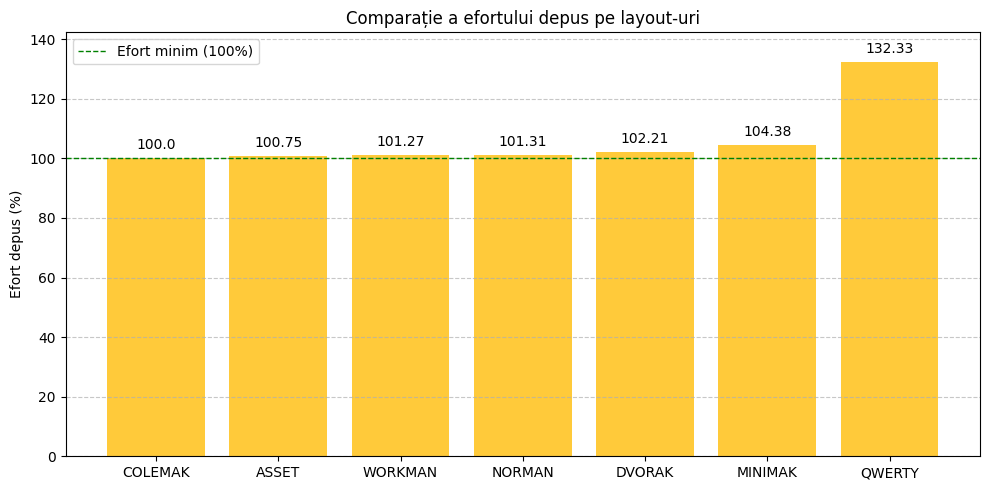 Comparație a efortului depus pe layout-uri
Efort minim (100%)
Efort depus (%)
140
120
100
80
60
40
20
0
100.0
100.75
101.27
101.31
102.21
104.38
132.33
COLEMAK
ASSET
WORKMAN
NORMAN
DVORAK
MINIMAK
QWERTY